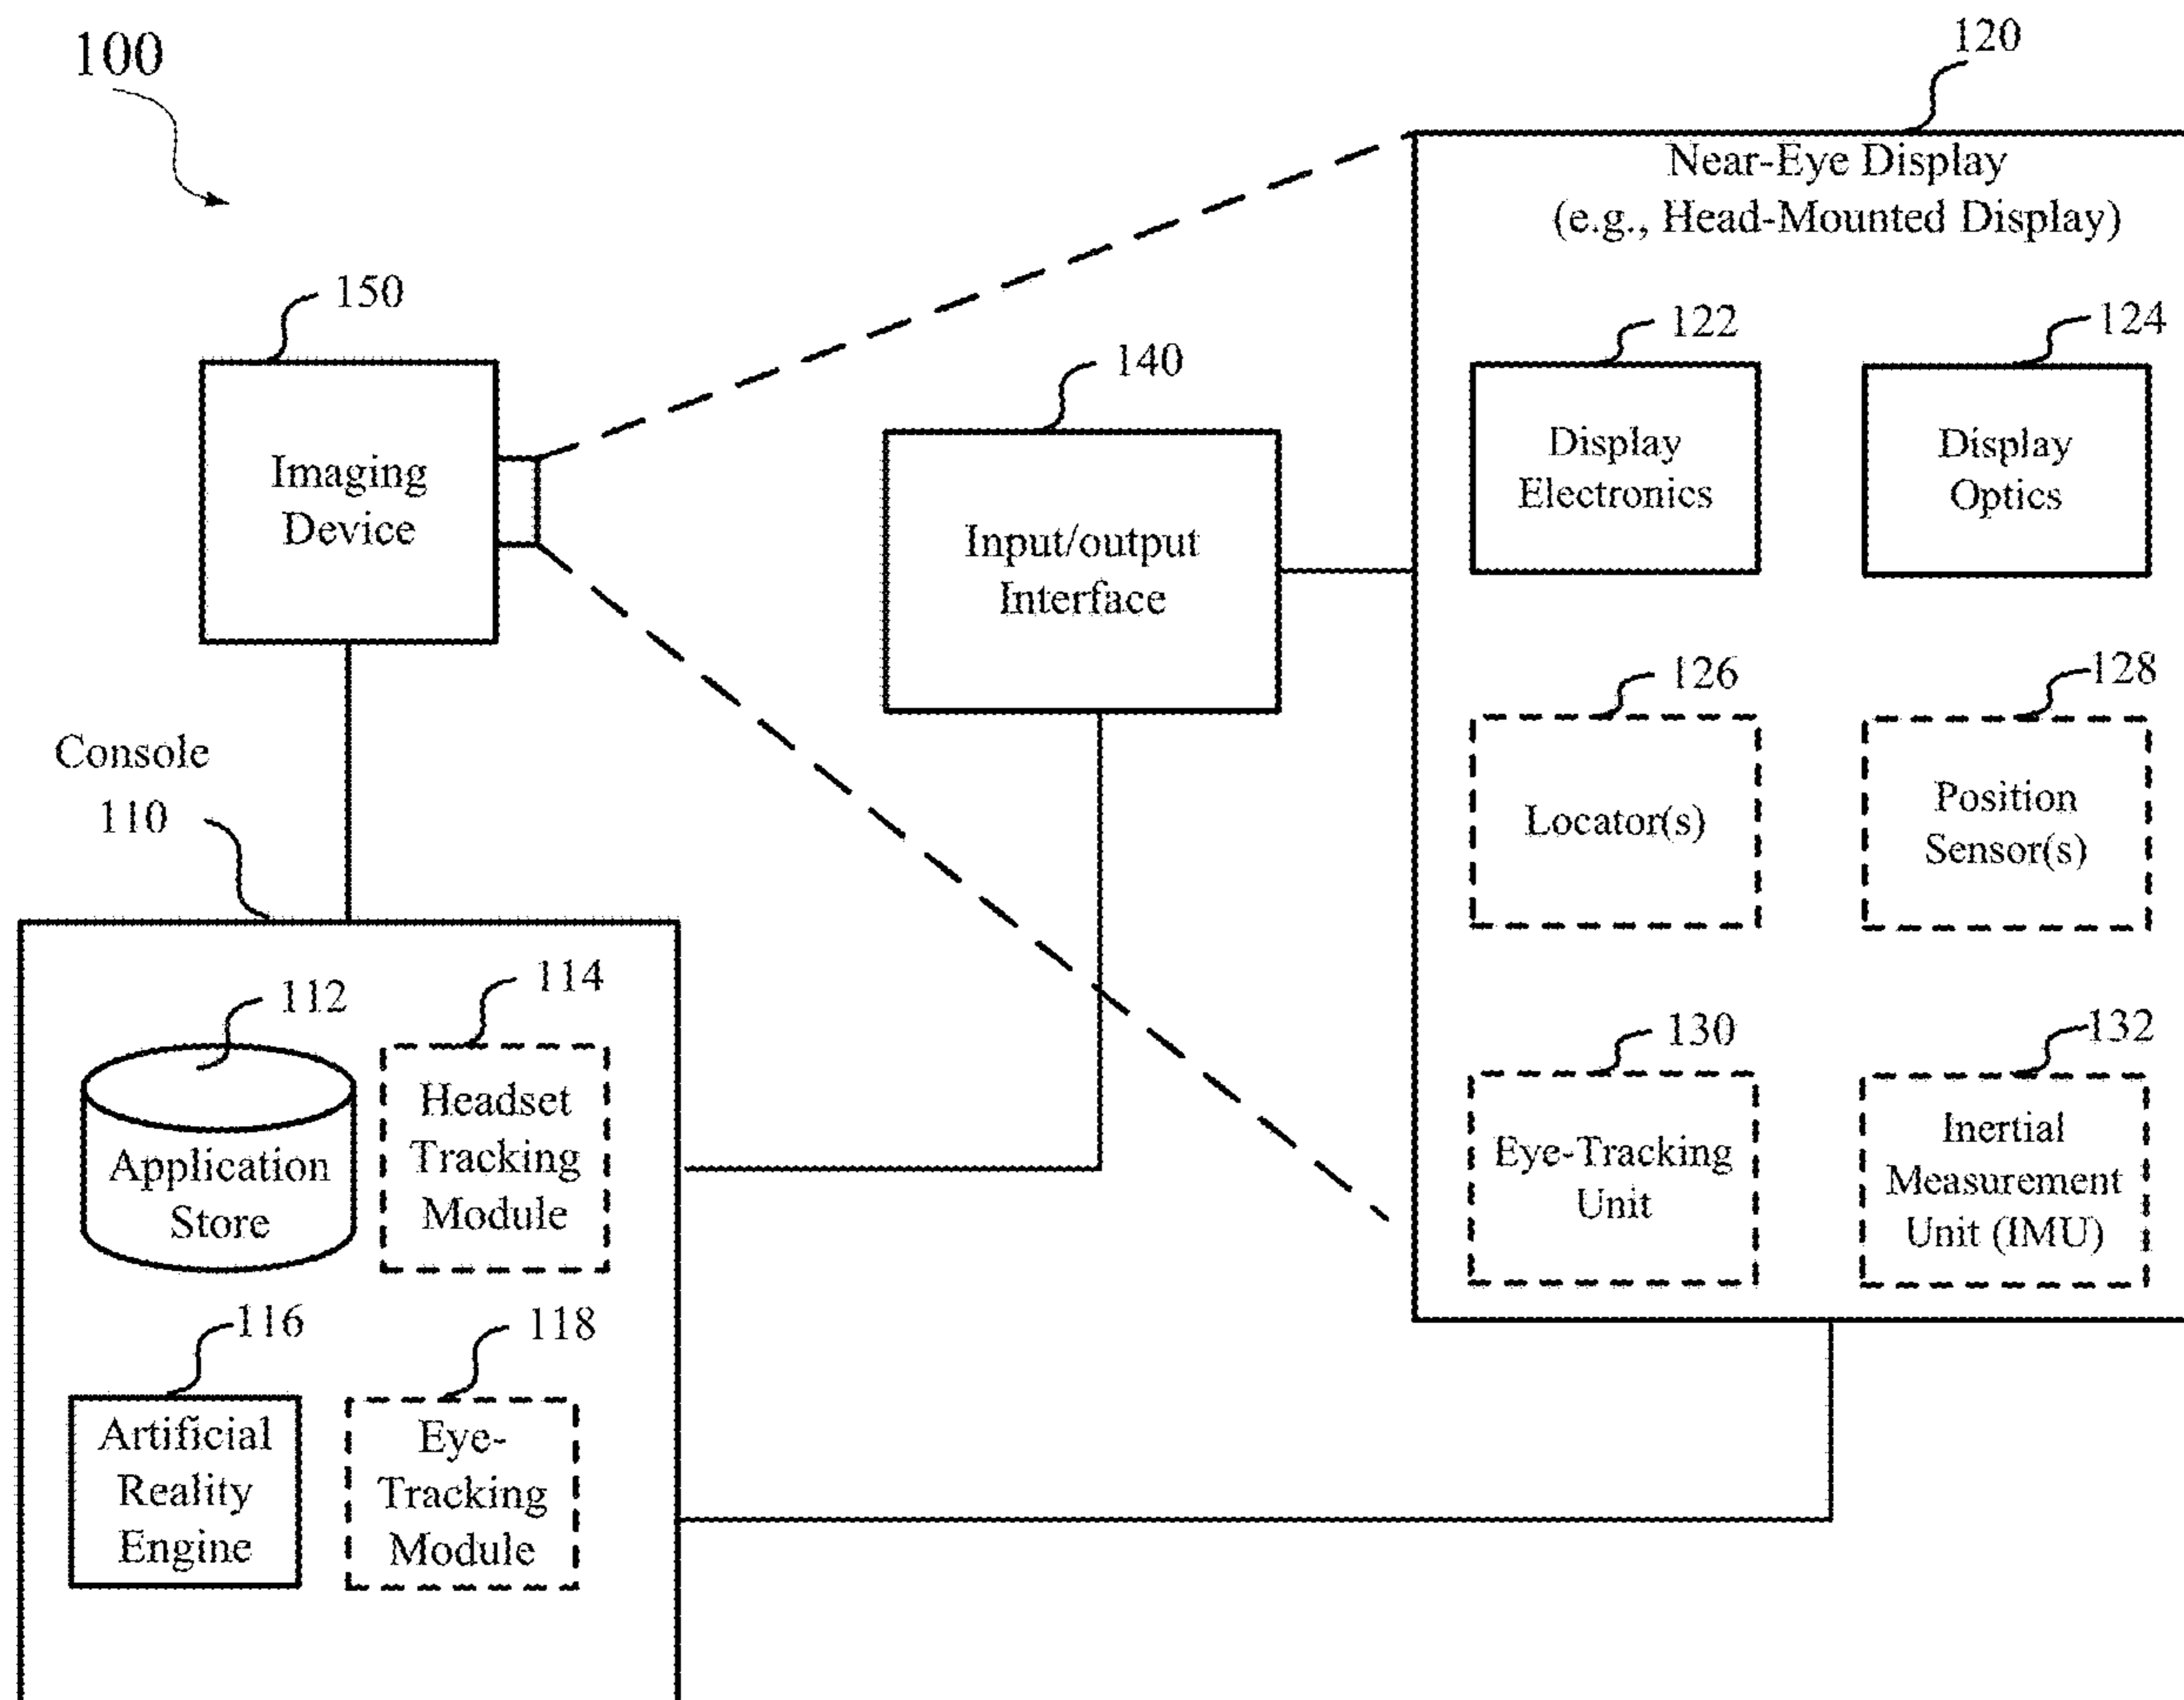 100
120
Near-Eye Display
(e.g., Head-Mounted Display)
150
Imaging
Device
140
Input/output
Interface
122
Display
Electronics
124
Display
Optics
126
Locator(s)
128
Position
Sensor(s)
130
Eye-Tracking
Unit
132
Inertial
Measurement
Unit (IMU)
Console
110
112
Application
Store
114
Headset
Tracking
Module
116
Artificial
Reality
Engine
118
Eye-
Tracking
Module